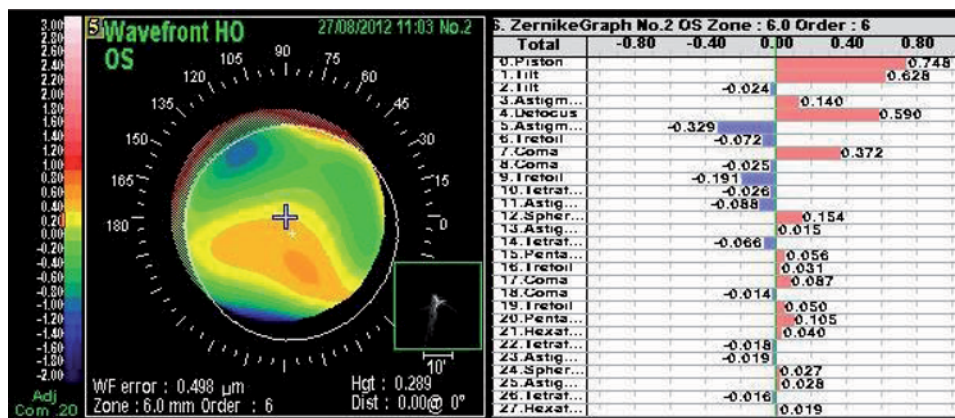 5 Wavefront HO
OS
27/08/2012 11:03 No.2
3.00
2.00
1.80
1.60
1.40
1.20
1.00
0.80
0.60
0.40
0.20
0.00
-0.20
-0.40
-0.60
-0.80
-1.00
-1.20
-1.40
-1.60
-1.80
-2.00
Adj
Com .20
90
105
75
120
60
135
45
150
30
165
15
180
0
10'
WF error : 0.498 μm
Zone : 6.0 mm Order : 6
Hgt : 0.289
Dist : 0.00@ 0°
6. ZernikeGraph No.2 OS Zone : 6.0 Order : 6
Total -0.80 -0.40 0.00 0.40 0.80
0.Piston 0.748
1.Tilt 0.628
2.Tilt -0.024
3.Astigm... 0.140
4.Defocus 0.590
5.Astigm... -0.329
6.Trefoil -0.072
7.Coma 0.372
8.Coma -0.025
9.Trefoil -0.191
10.Tetraf... -0.026
11.Astig... -0.088
12.Spher... 0.154
13.Astig... 0.015
14.Tetraf... -0.066
15.Penta... 0.056
16.Trefoil 0.031
17.Coma 0.087
18.Coma -0.014
19.Trefoil 0.050
20.Penta... 0.105
21.Hexaf... 0.040
22.Tetraf... -0.018
23.Astig... -0.019
24.Spher... 0.027
25.Astig... 0.028
26.Tetraf... -0.016
27.Hexaf... 0.019